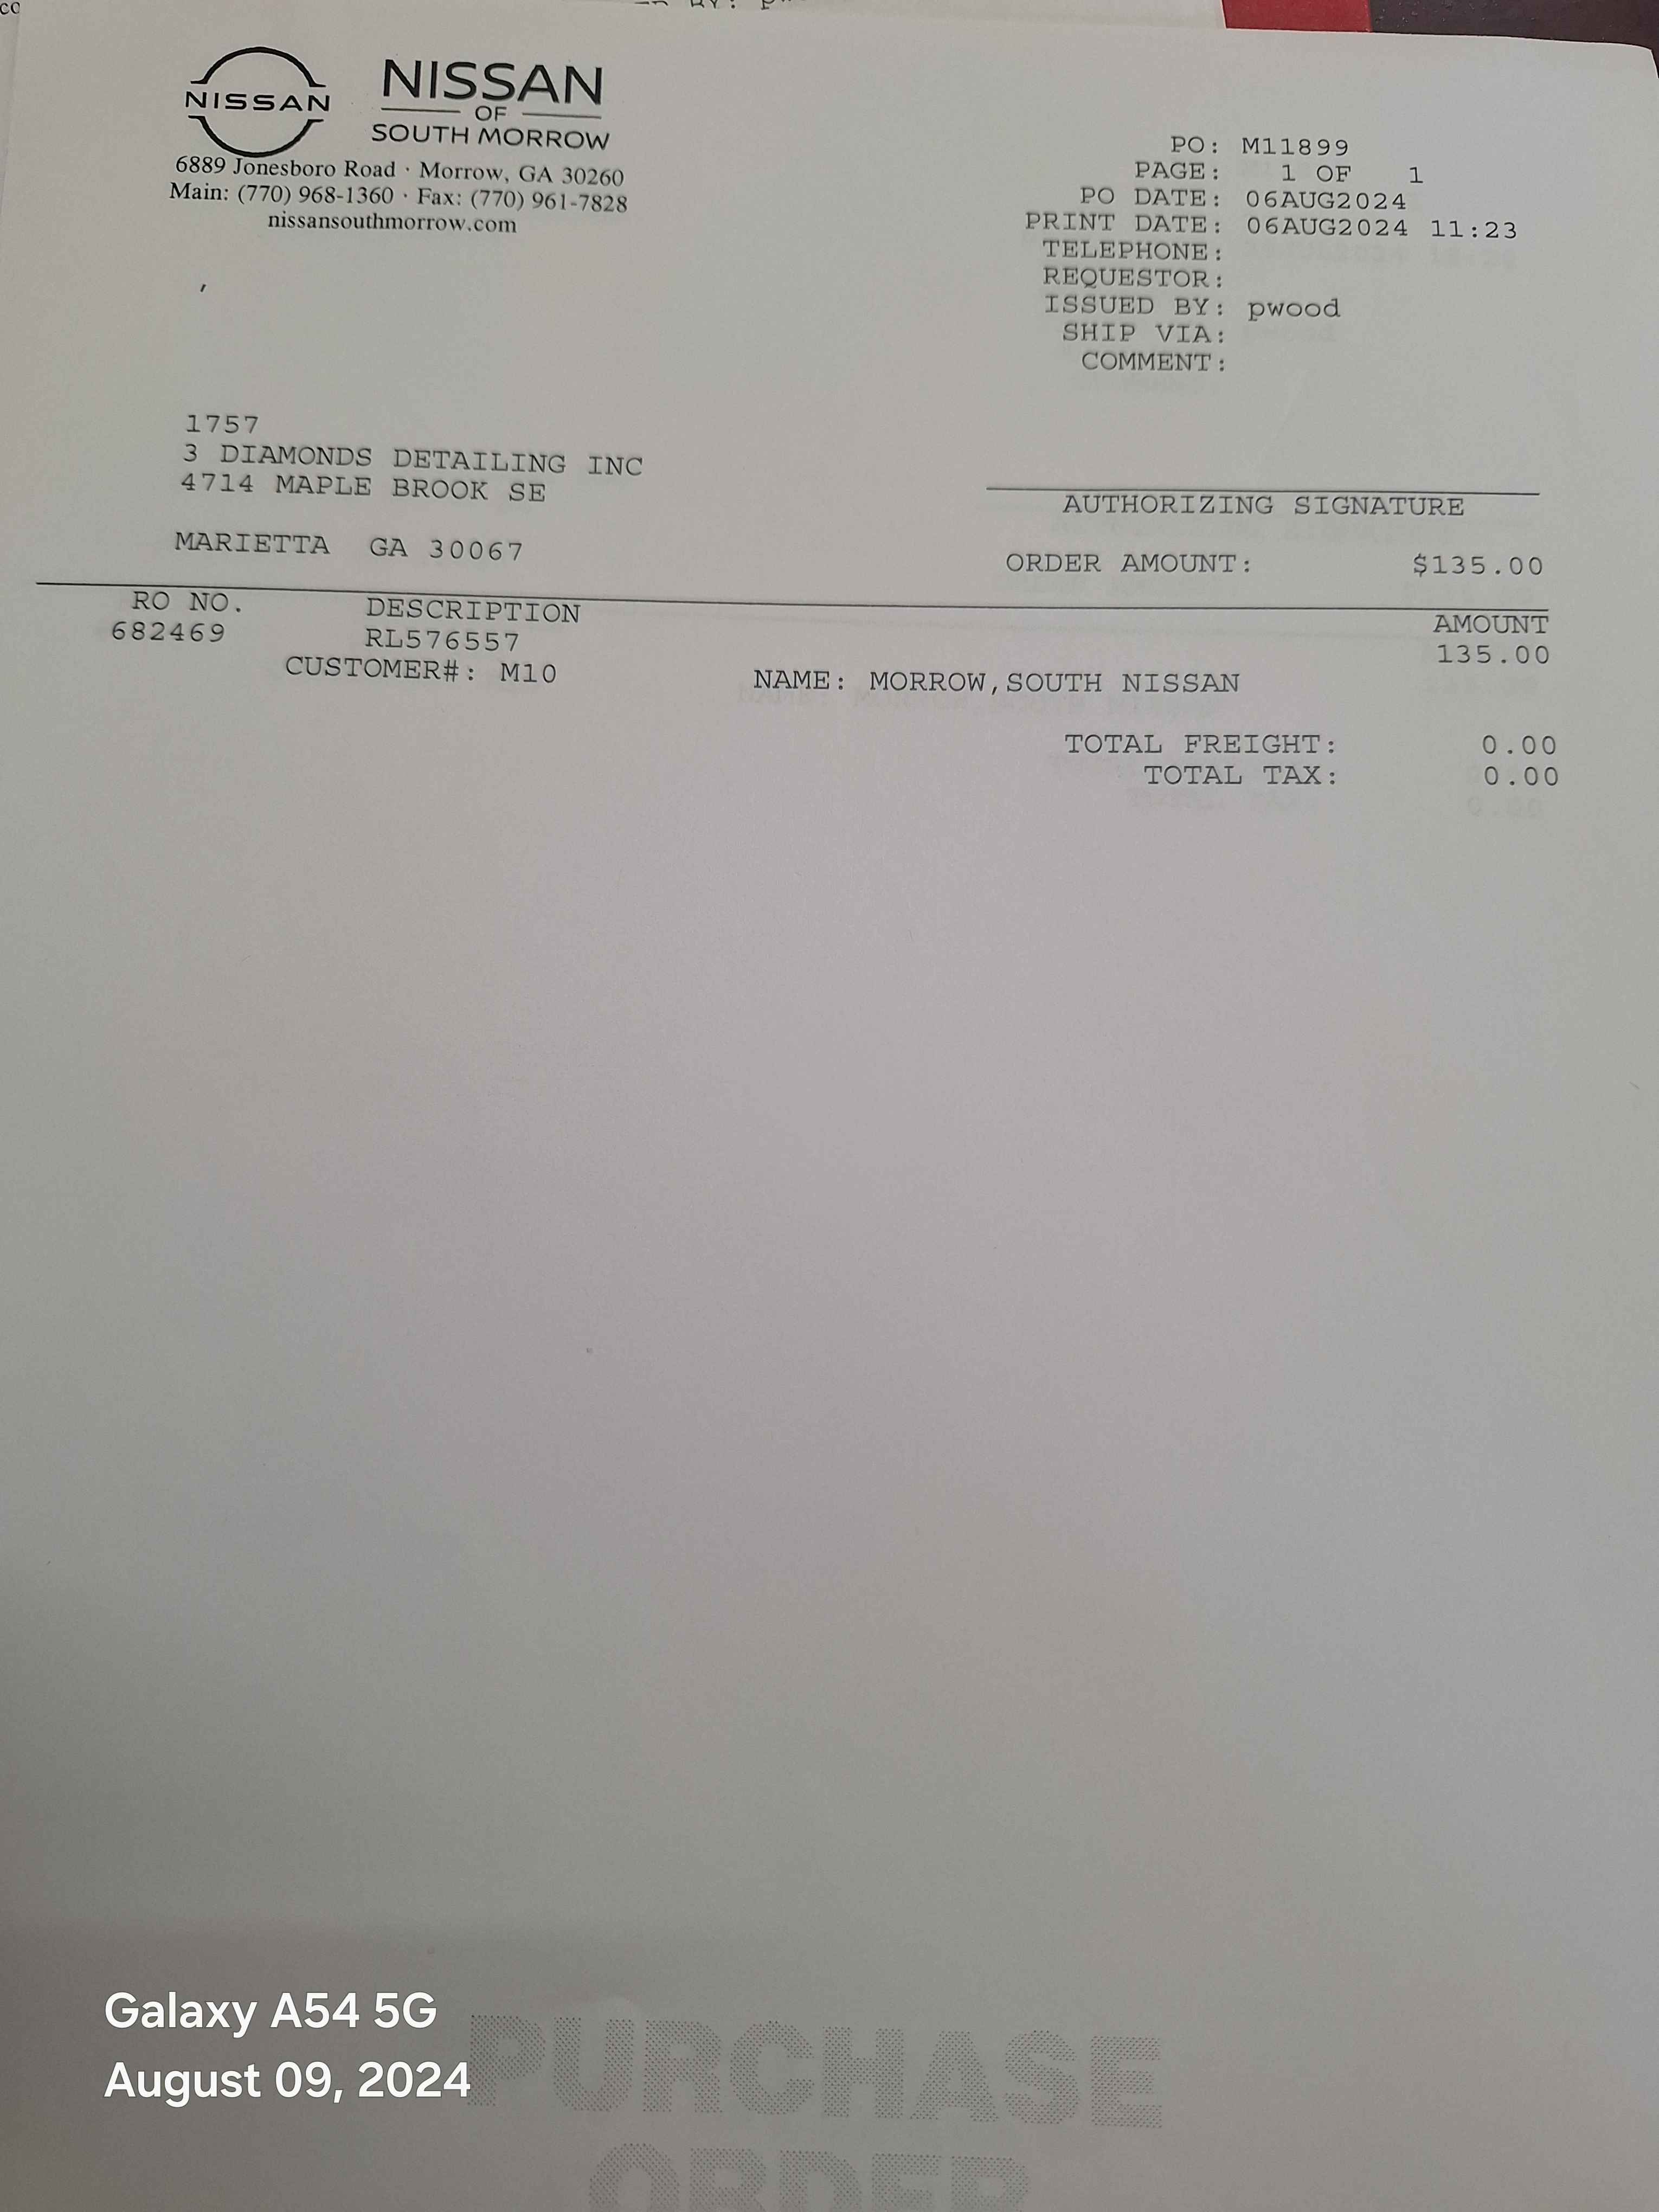 NISSAN
NISSAN
OF
SOUTH MORROW
6889 Jonesboro Road · Morrow, GA 30260
Main: (770) 968-1360 · Fax: (770) 961-7828
nissansouthmorrow.com
PO: M11899
PAGE: 1 OF 1
PO DATE: 06AUG2024
PRINT DATE: 06AUG2024 11:23
TELEPHONE:
REQUESTOR:
ISSUED BY: pwood
SHIP VIA:
COMMENT:
,
1757
3 DIAMONDS DETAILING INC
4714 MAPLE BROOK SE
MARIETTA GA 30067
AUTHORIZING SIGNATURE
ORDER AMOUNT: $135.00
RO NO. DESCRIPTION AMOUNT
682469 RL576557 135.00
CUSTOMER#: M10 NAME: MORROW,SOUTH NISSAN
TOTAL FREIGHT: 0.00
TOTAL TAX: 0.00
Galaxy A54 5G
August 09, 2024
PURCHASE
ORDER